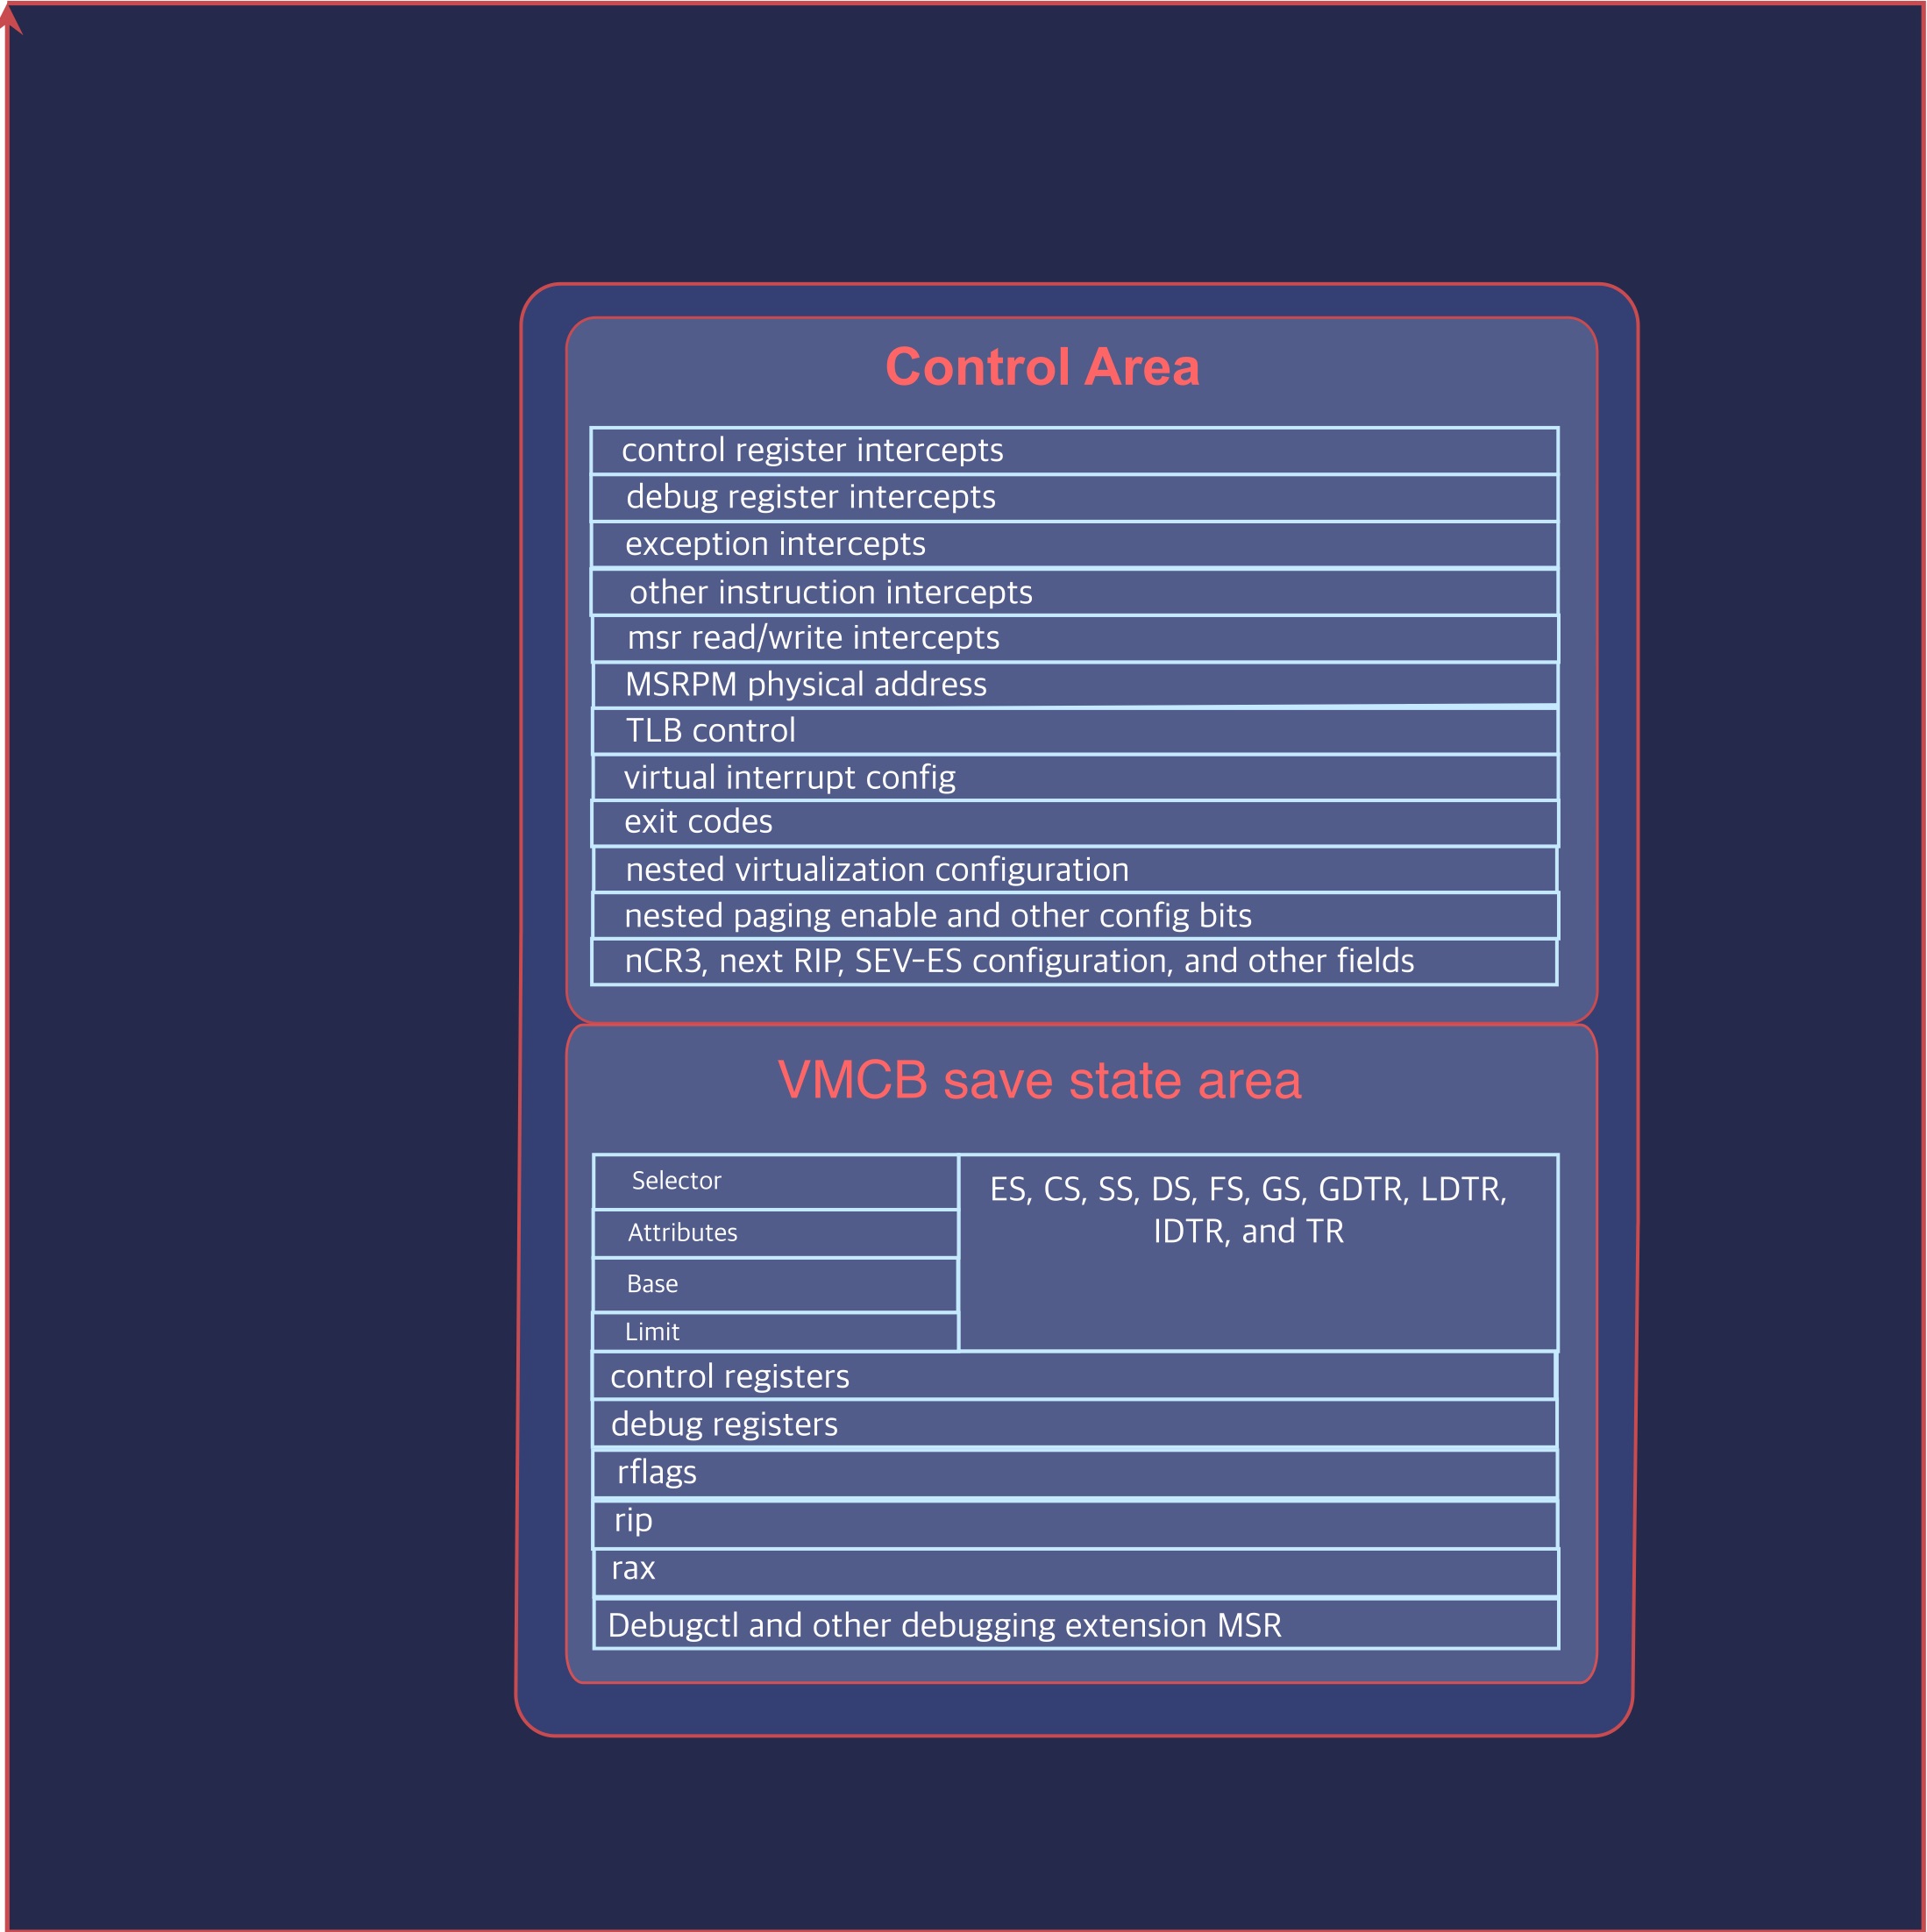 Control Area
control register intercepts
debug register intercepts
exception intercepts
other instruction intercepts
msr read/write intercepts
MSRPM physical address
TLB control
virtual interrupt config
exit codes
nested virtualization configuration
nested paging enable and other config bits
nCR3, next RIP, SEV-ES configuration, and other fields
VMCB save state area
Selector
Attributes
Base
Limit
ES, CS, SS, DS, FS, GS, GDTR, LDTR,
IDTR, and TR
control registers
debug registers
rflags
rip
rax
Debugctl and other debugging extension MSR